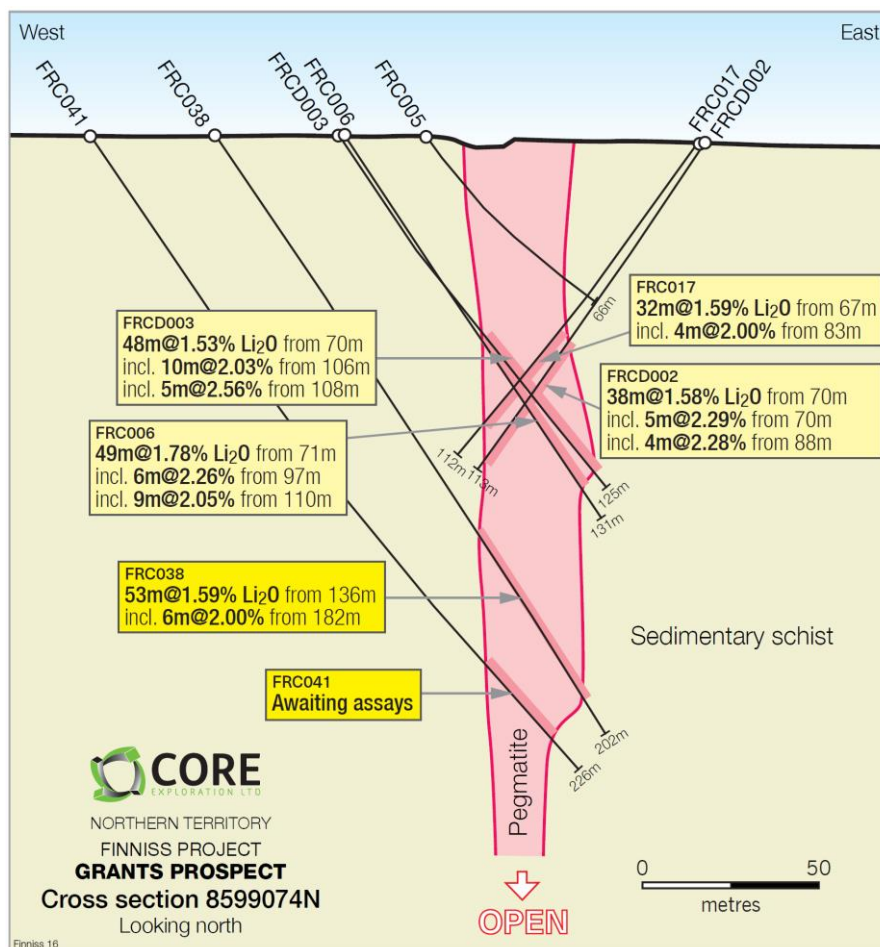 West
East
FRC041
FRC038
FRCD003
FRC006
FRC005
FRC017
FRCD002
66m
FRC017
32m@1.59% Li2O from 67m
incl. 4m@2.00% from 83m
FRCD003
48m@1.53% Li2O from 70m
incl. 10m@2.03% from 106m
incl. 5m@2.56% from 108m
FRCD002
38m@1.58% Li2O from 70m
incl. 5m@2.29% from 70m
incl. 4m@2.28% from 88m
FRC006
49m@1.78% Li2O from 71m
incl. 6m@2.26% from 97m
incl. 9m@2.05% from 110m
112m
113m
125m
131m
FRC038
53m@1.59% Li2O from 136m
incl. 6m@2.00% from 182m
Sedimentary schist
FRC041
Awaiting assays
202m
226m
Pegmatite
CORE
EXPLORATION LTD
NORTHERN TERRITORY
FINNISS PROJECT
GRANTS PROSPECT
Cross section 8599074N
Looking north
0 50
metres
OPEN
Finniss 16